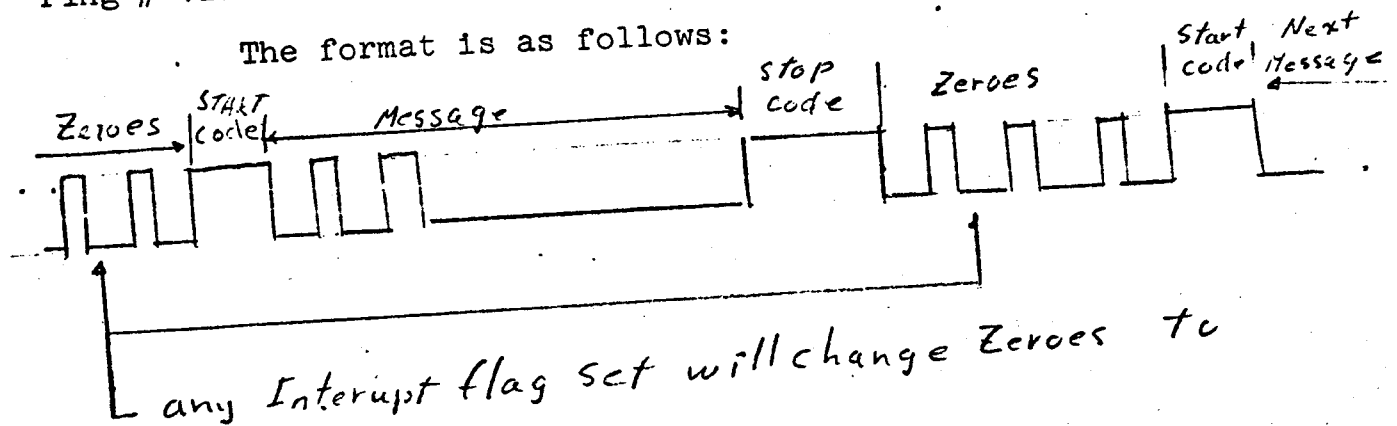 The format is as follows:
Start Next
code Message
Stop
code
Zeroes
START
code
Message
Zeroes
any Interupt flag set will change Zeroes to